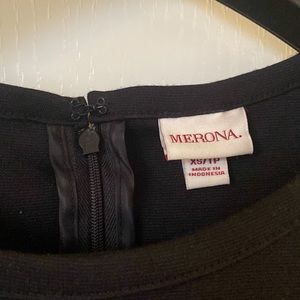 MERONA.
XS/TP
MADE IN
INDONESIA